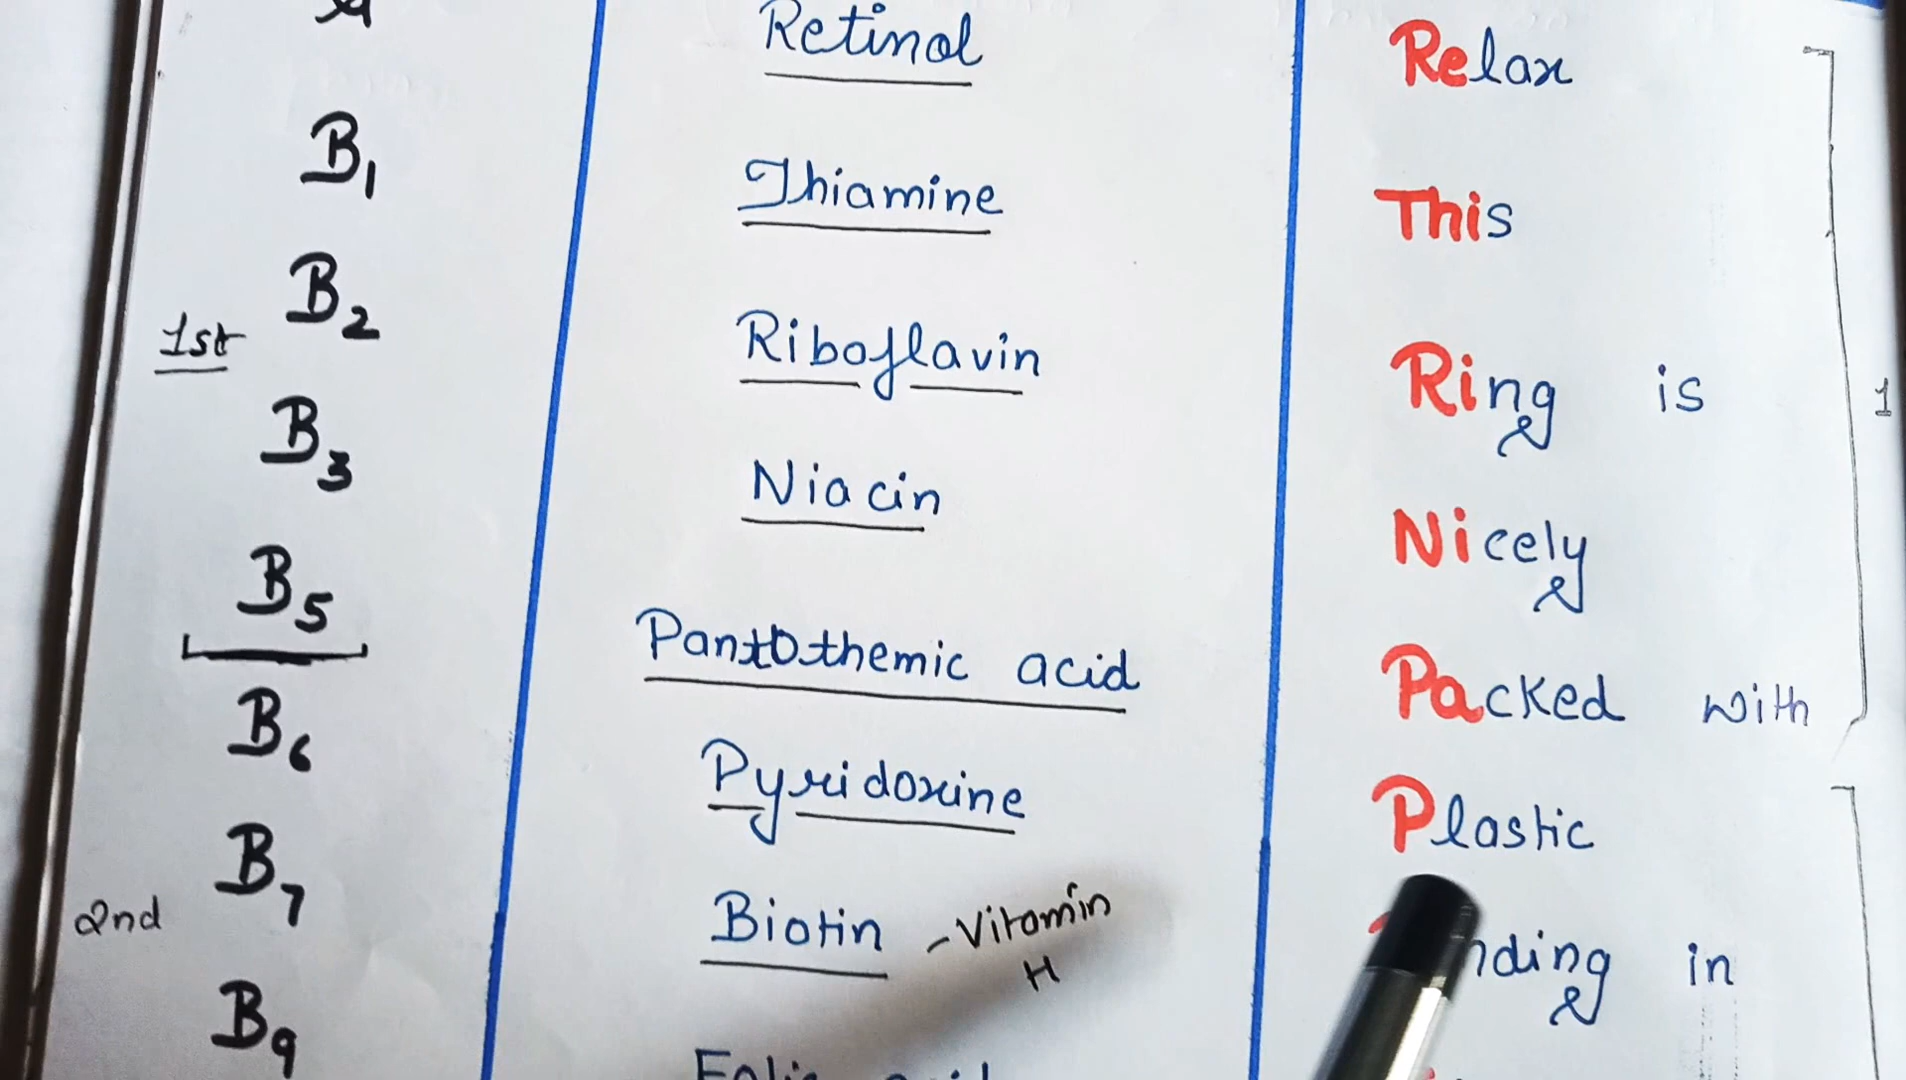 Retinol Relax
B1 Thiamine This
B2 Riboflavin Ring is
1st
1
B3 Niacin Nicely
B5 Pantothemic acid Packed with
B6 Pyridoxine Plastic
B7 Biotin - Vitamin H in
2nd
B9